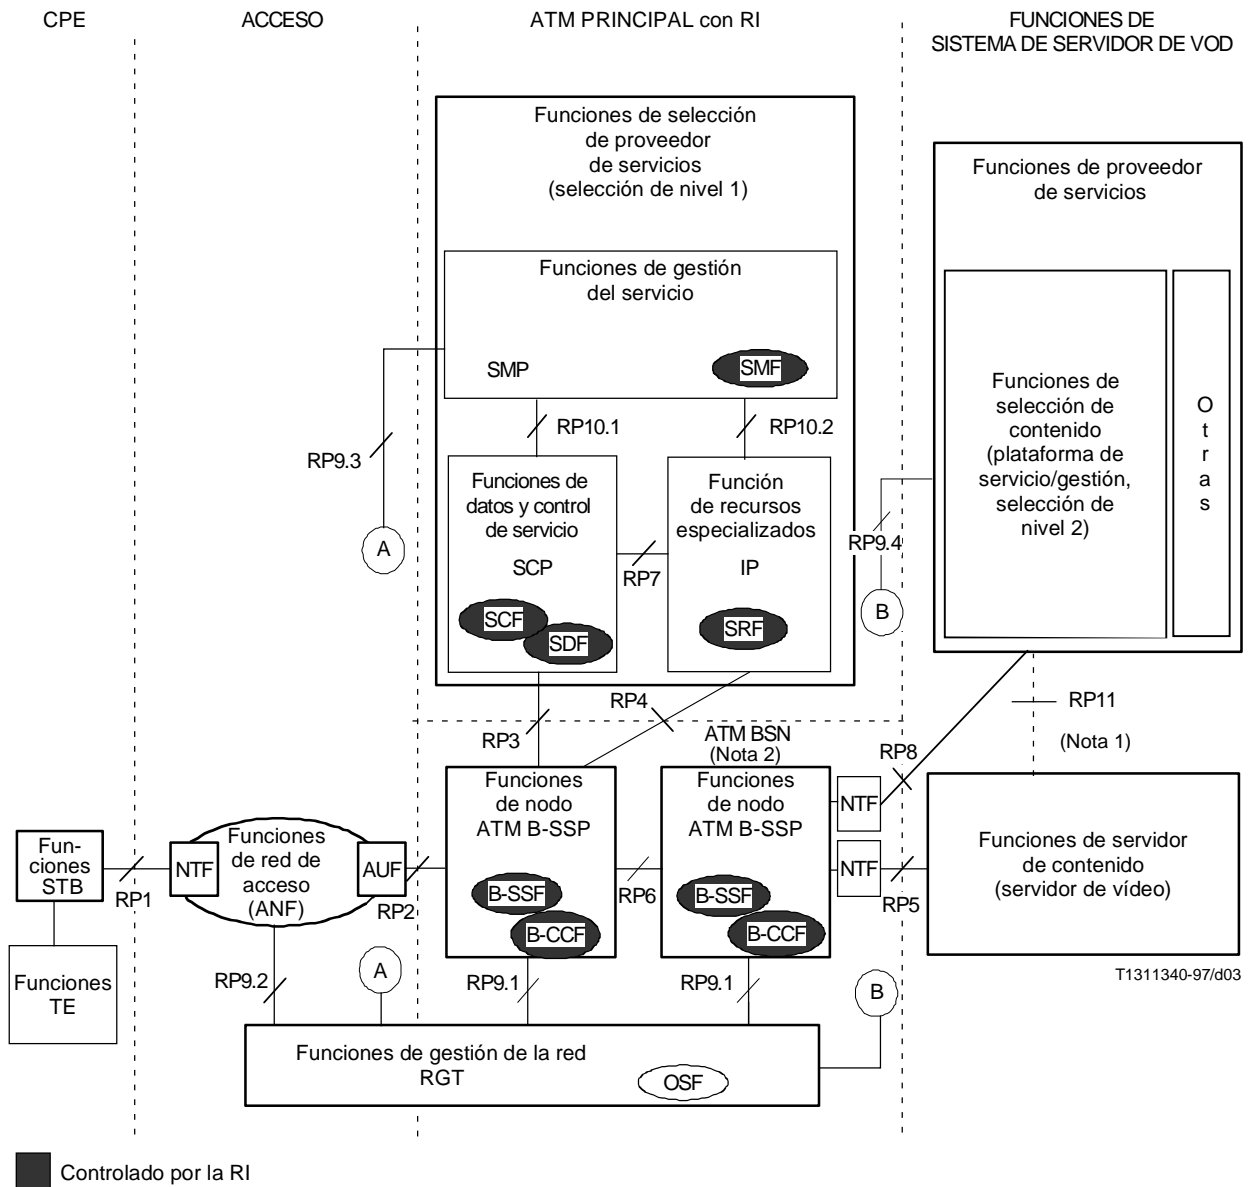 CPE
ACCESO
ATM PRINCIPAL con RI
FUNCIONES DE
SISTEMA DE SERVIDOR DE VOD
Funciones de selección
de proveedor
de servicios
(selección de nivel 1)
Funciones de gestión
del servicio
SMP
SMF
RP10.1
RP10.2
RP9.3
A
Funciones de
datos y control
de servicio
SCP
SCF
SDF
RP7
Función
de recursos
especializados
IP
SRF
Funciones de proveedor
de servicios
Funciones de
selección de
contenido
(plataforma de
servicio/gestión,
selección de
nivel 2)
O
t
r
a
s
RP9.4
B
RP3
RP4
ATM BSN
(Nota 2)
RP8
RP11
(Nota 1)
Fun-
ciones
STB
RP1
NTF
Funciones
de red de
acceso
(ANF)
AUF
RP2
Funciones
de nodo
ATM B-SSP
B-SSF
B-CCF
RP6
Funciones
de nodo
ATM B-SSP
B-SSF
B-CCF
NTF
NTF
RP5
Funciones de servidor
de contenido
(servidor de vídeo)
Funciones
TE
RP9.2
A
RP9.1
RP9.1
B
T1311340-97/d03
Funciones de gestión de la red
RGT
OSF
Controlado por la RI